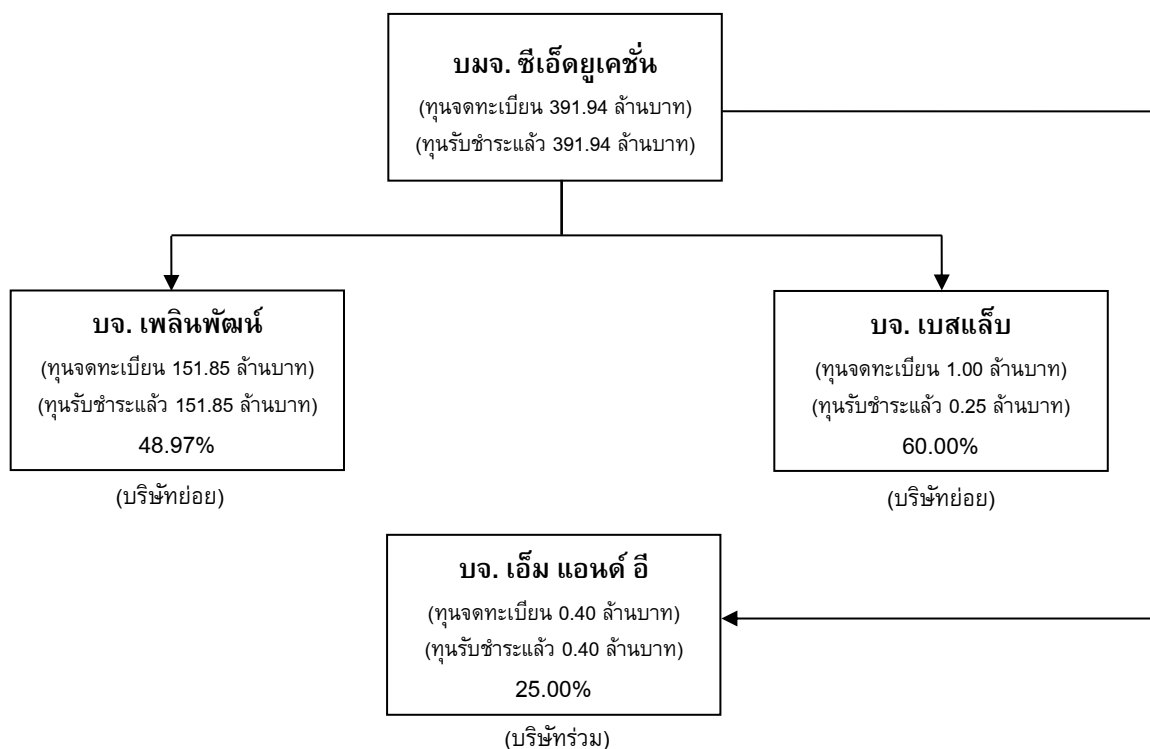 บมจ. ซีเอ็ดยูเคชั่น
(ทุนจดทะเบียน 391.94 ล้านบาท)
(ทุนรับชำระแล้ว 391.94 ล้านบาท)
บจ. เพลินพัฒน์
(ทุนจดทะเบียน 151.85 ล้านบาท)
(ทุนรับชำระแล้ว 151.85 ล้านบาท)
48.97%
(บริษัทย่อย)
บจ. เบสแล็บ
(ทุนจดทะเบียน 1.00 ล้านบาท)
(ทุนรับชำระแล้ว 0.25 ล้านบาท)
60.00%
(บริษัทย่อย)
บจ. เอ็ม แอนด์ อี
(ทุนจดทะเบียน 0.40 ล้านบาท)
(ทุนรับชำระแล้ว 0.40 ล้านบาท)
25.00%
(บริษัทร่วม)